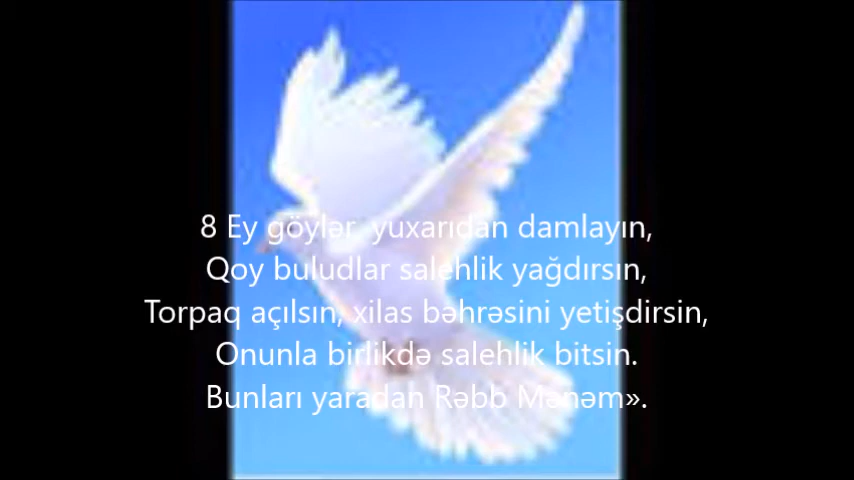 8 Ey göylər, yuxarıdan damlayın,
Qoy buludlar salehlik yağdırsın,
Torpaq açılsın, xilas bəhrəsini yetişdirsin,
Onunla birlikdə salehlik bitsin.
Bunları yaradan Rəbb Mənəm».